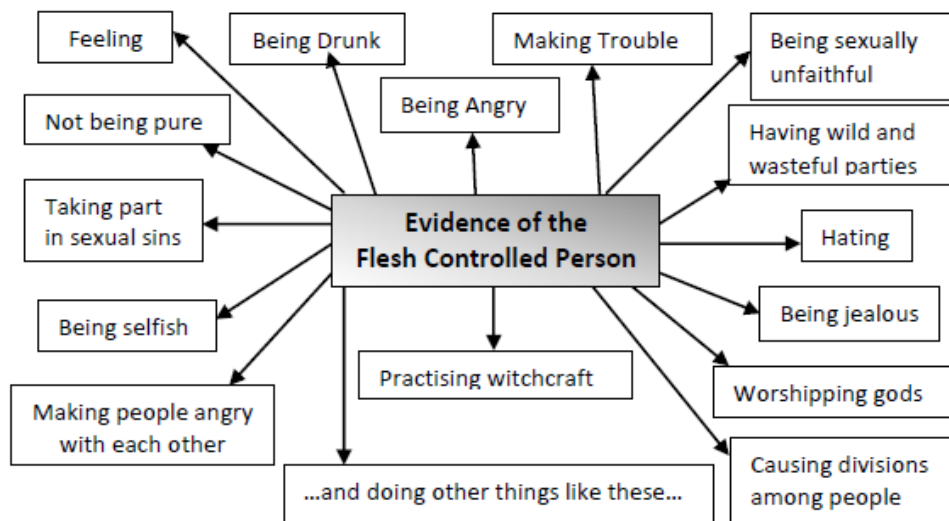 Feeling
Being Drunk
Making Trouble
Being sexually
unfaithful
Being Angry
Not being pure
Having wild and
wasteful parties
Taking part
in sexual sins
Evidence of the
Flesh Controlled Person
Hating
Being selfish
Being jealous
Practising witchcraft
Worshipping gods
Making people angry
with each other
Causing divisions
among people
...and doing other things like these...